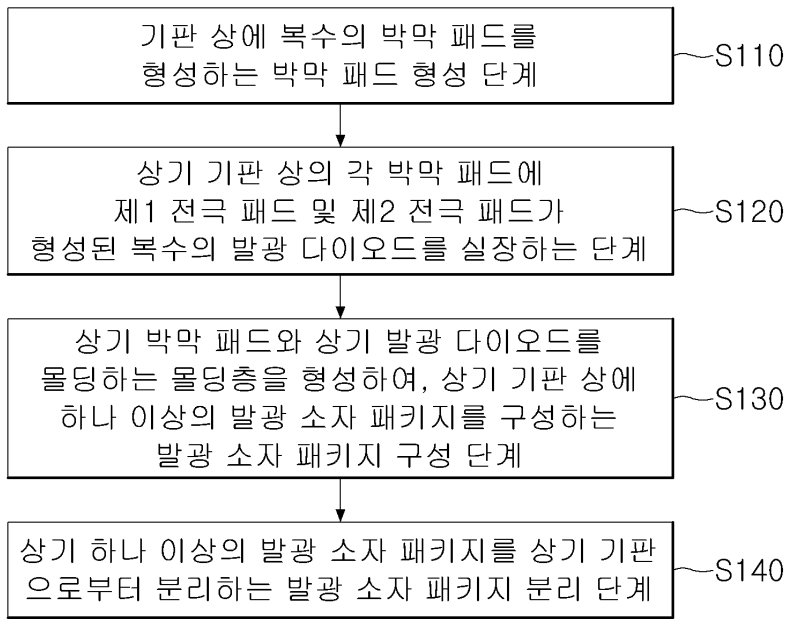 기판 상에 복수의 박막 패드를
형성하는 박막 패드 형성 단계
S110
상기 기판 상의 각 박막 패드에
제1 전극 패드 및 제2 전극 패드가
형성된 복수의 발광 다이오드를 실장하는 단계
S120
상기 박막 패드와 상기 발광 다이오드를
몰딩하는 몰딩층을 형성하여, 상기 기판 상에
하나 이상의 발광 소자 패키지를 구성하는
발광 소자 패키지 구성 단계
S130
상기 하나 이상의 발광 소자 패키지를 상기 기판
으로부터 분리하는 발광 소자 패키지 분리 단계
S140